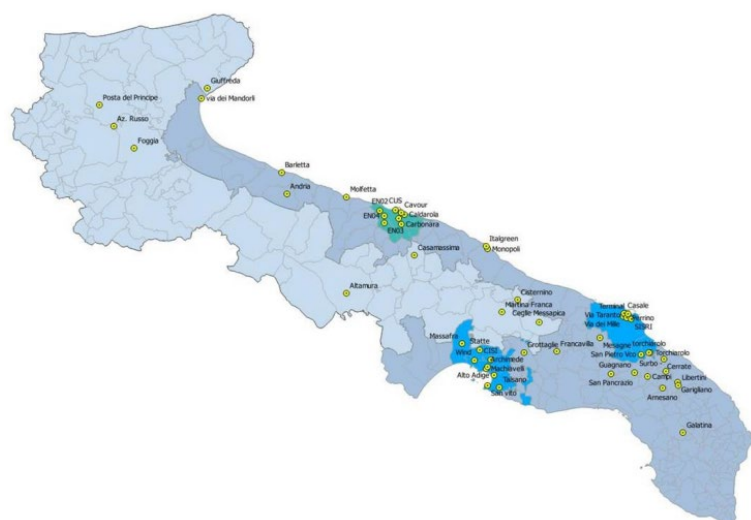 Giuffreda
Posta del Principe
via dei Mandorli
Az. Russo
Foggia
Barletta
Andria
Molfetta
EN02
CUS
Cavour
EN04
Caldarola
Carbonara
EN03
Italgreen
Monopoli
Casamassima
Altamura
Cisternino
Martina Franca
Ceglie Messapica
Terminal
Casale
Via Taranto
Perrino
Via dei Mille
SISRI
Massafra
Statte
Wind
CISI
Grottaglie
Francavilla
Mesagne
Torchiarolo
San Pietro Vco
Torchiarolo
Archimede
Machiavelli
Guagnano
Surbo
Cerrate
Alto Adige
Talsano
San Pancrazio
Campi
Libertini
San Vito
Arnesano
Garigliano
Galatina